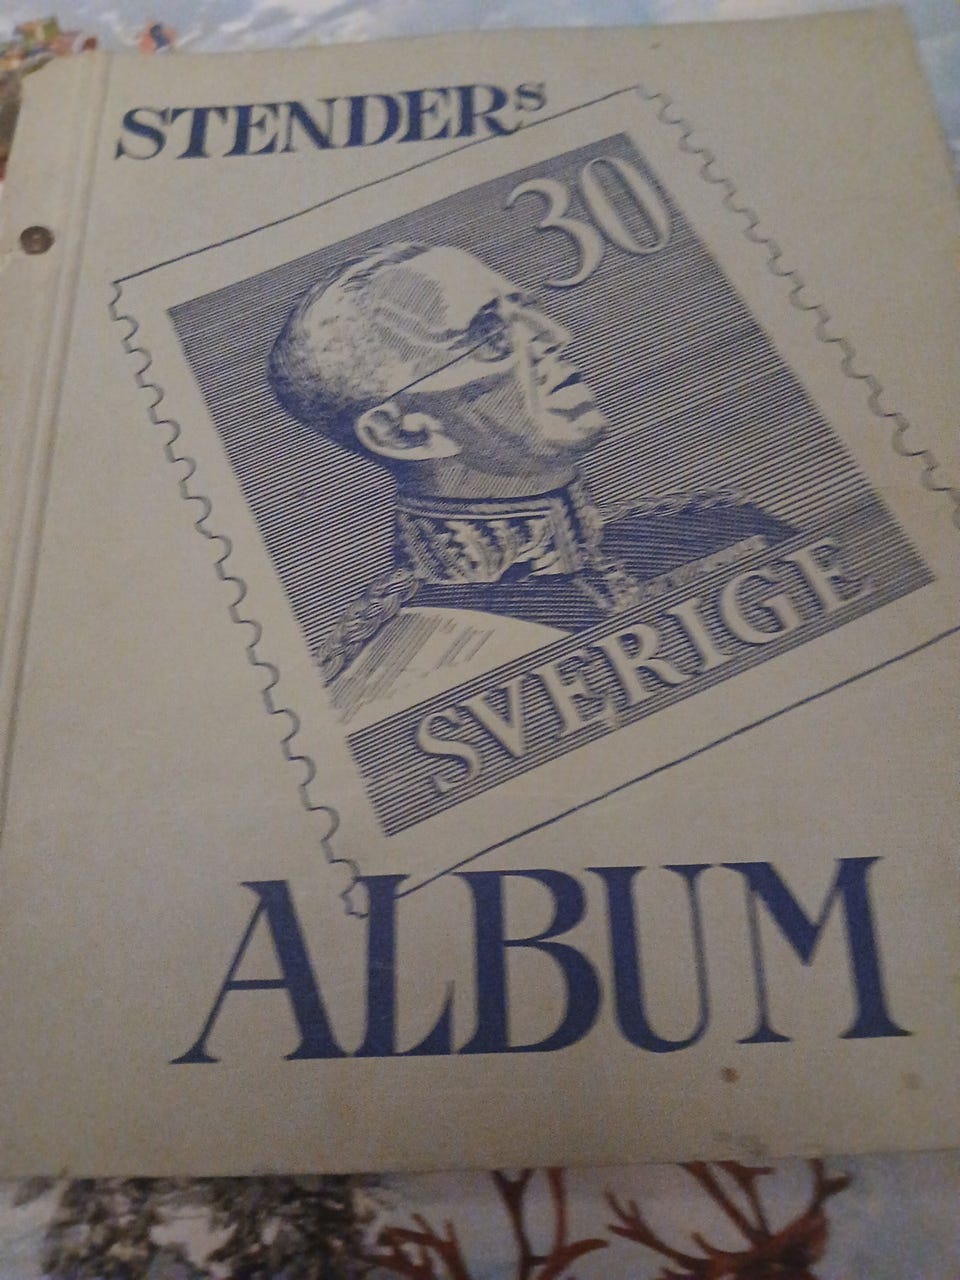 STENDERS
30
SVERIGE
ALBUM